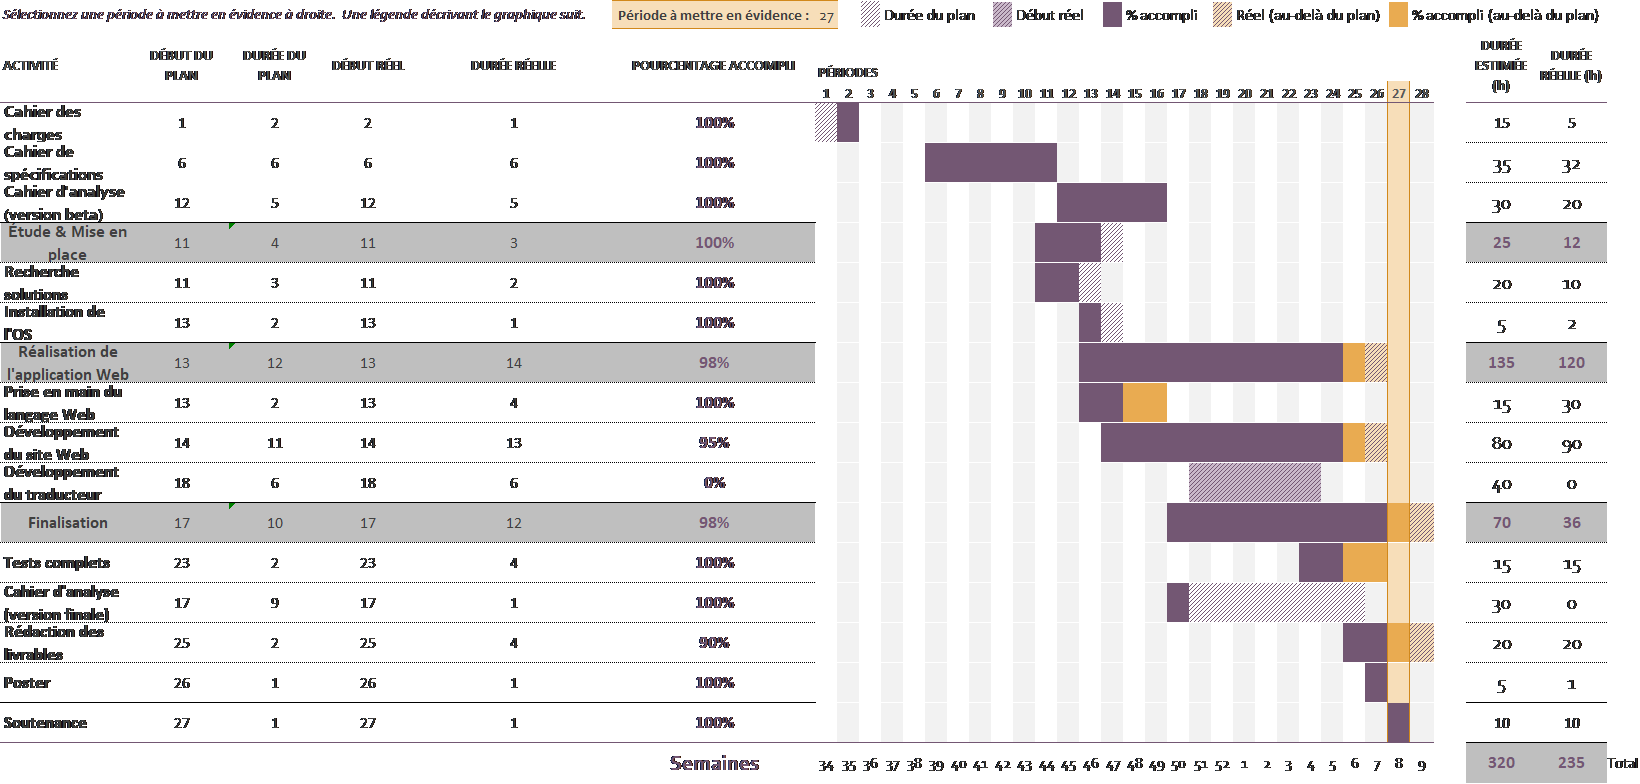 Sélectionnez une période à mettre en évidence à droite. Une légende décrivant le graphique suit. Période à mettre en évidence : 27 Durée du plan Début réel % accompli Réel (au-delà du plan) % accompli (au-delà du plan)
ACTIVITÉ DÉBUT DU PLAN DURÉE DU PLAN DÉBUT RÉEL DURÉE RÉELLE POURCENTAGE ACCOMPLI PÉRIODES DURÉE ESTIMÉE (h) DURÉE RÉELLE (h)
1 2 3 4 5 6 7 8 9 10 11 12 13 14 15 16 17 18 19 20 21 22 23 24 25 26 27 28
Cahier des charges 1 2 2 1 100% 15 5
Cahier de spécifications 6 6 6 6 100% 35 32
Cahier d'analyse (version beta) 12 5 12 5 100% 30 20
Étude & Mise en place 11 4 11 3 100% 25 12
Recherche solutions 11 3 11 2 100% 20 10
Installation de l'OS 13 2 13 1 100% 5 2
Réalisation de l'application Web 13 12 13 14 98% 135 120
Prise en main du langage Web 13 2 13 4 100% 15 30
Développement du site Web 14 11 14 13 95% 80 90
Développement du traducteur 18 6 18 6 0% 40 0
Finalisation 17 10 17 12 98% 70 36
Tests complets 23 2 23 4 100% 15 15
Cahier d'analyse (version finale) 17 9 17 1 100% 30 0
Rédaction des livrables 25 2 25 4 90% 20 20
Poster 26 1 26 1 100% 5 1
Soutenance 27 1 27 1 100% 10 10
Semaines 34 35 36 37 38 39 40 41 42 43 44 45 46 47 48 49 50 51 52 1 2 3 4 5 6 7 8 9 320 235 Total